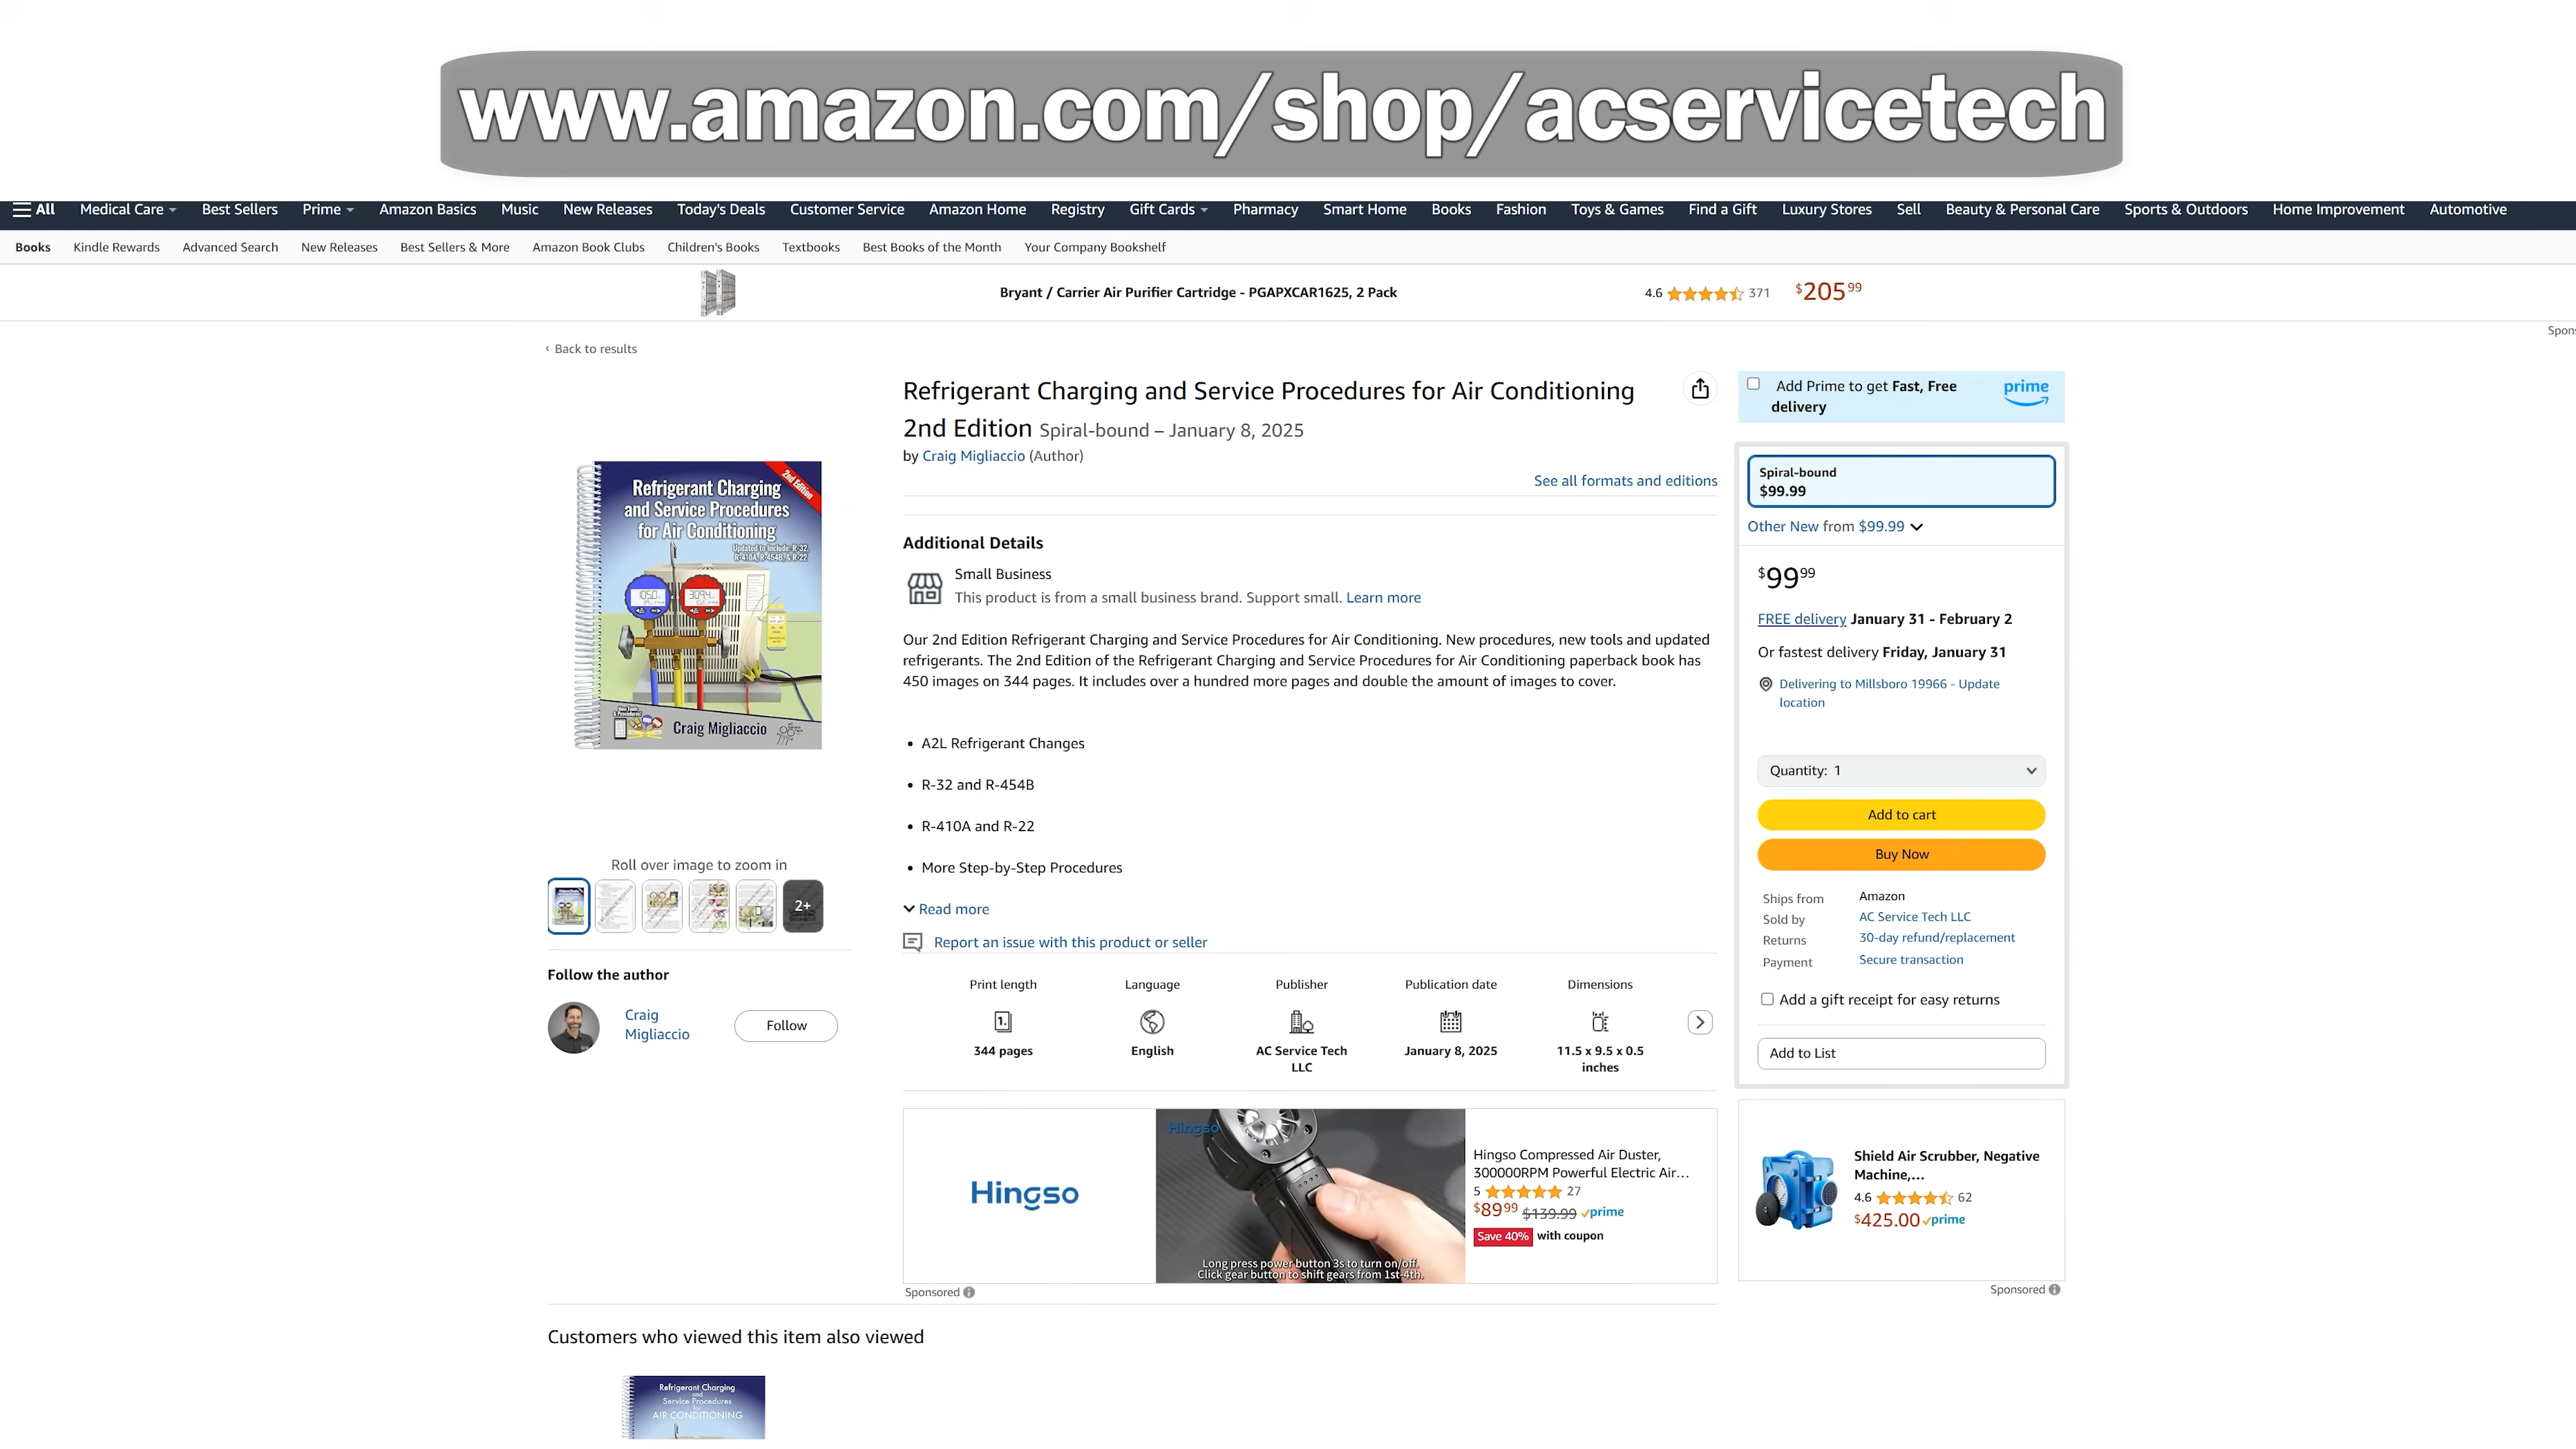 www.amazon.com/shop/acservicetech
All Medical Care Best Sellers Prime Amazon Basics Music New Releases Today's Deals Customer Service Amazon Home Registry Gift Cards Pharmacy Smart Home Books Fashion Toys & Games Find a Gift Luxury Stores Sell Beauty & Personal Care Sports & Outdoors Home Improvement Automotive
Books Kindle Rewards Advanced Search New Releases Best Sellers & More Amazon Book Clubs Children's Books Textbooks Best Books of the Month Your Company Bookshelf
Bryant / Carrier Air Purifier Cartridge - PGAPXCAR1625, 2 Pack 4.6 371 $205 99
Spons
‹ Back to results
2nd Edition
Refrigerant Charging
and Service Procedures
for Air Conditioning
Updated to Include: R-32,
R-410A, R-454B, & R-22
Craig Migliaccio
Roll over image to zoom in
2+
Follow the author
Craig
Migliaccio
Follow
Refrigerant Charging and Service Procedures for Air Conditioning
2nd Edition Spiral-bound – January 8, 2025
by Craig Migliaccio (Author)
See all formats and editions
Additional Details
Small Business
This product is from a small business brand. Support small. Learn more
Our 2nd Edition Refrigerant Charging and Service Procedures for Air Conditioning. New procedures, new tools and updated
refrigerants. The 2nd Edition of the Refrigerant Charging and Service Procedures for Air Conditioning paperback book has
450 images on 344 pages. It includes over a hundred more pages and double the amount of images to cover.
• A2L Refrigerant Changes
• R-32 and R-454B
• R-410A and R-22
• More Step-by-Step Procedures
Read more
Report an issue with this product or seller
Print length
344 pages
Language
English
Publisher
AC Service Tech
LLC
Publication date
January 8, 2025
Dimensions
11.5 x 9.5 x 0.5
inches
Hingso
Hingso
Long press power button 3s to turn on/off.
Click gear button to shift gears from 1st-4th.
Hingso Compressed Air Duster,
300000RPM Powerful Electric Air...
5 27
$89 99 $139.99 prime
Save 40% with coupon
Sponsored
Add Prime to get Fast, Free
delivery
prime
Spiral-bound
$99.99
Other New from $99.99
$99 99
FREE delivery January 31 - February 2
Or fastest delivery Friday, January 31
Delivering to Millsboro 19966 - Update
location
Quantity: 1
Add to cart
Buy Now
Ships from Amazon
Sold by AC Service Tech LLC
Returns 30-day refund/replacement
Payment Secure transaction
Add a gift receipt for easy returns
Add to List
Shield Air Scrubber, Negative
Machine,...
4.6 62
$425.00 prime
Sponsored
Customers who viewed this item also viewed
Refrigerant Charging
and
Service Procedures
for
AIR CONDITIONING